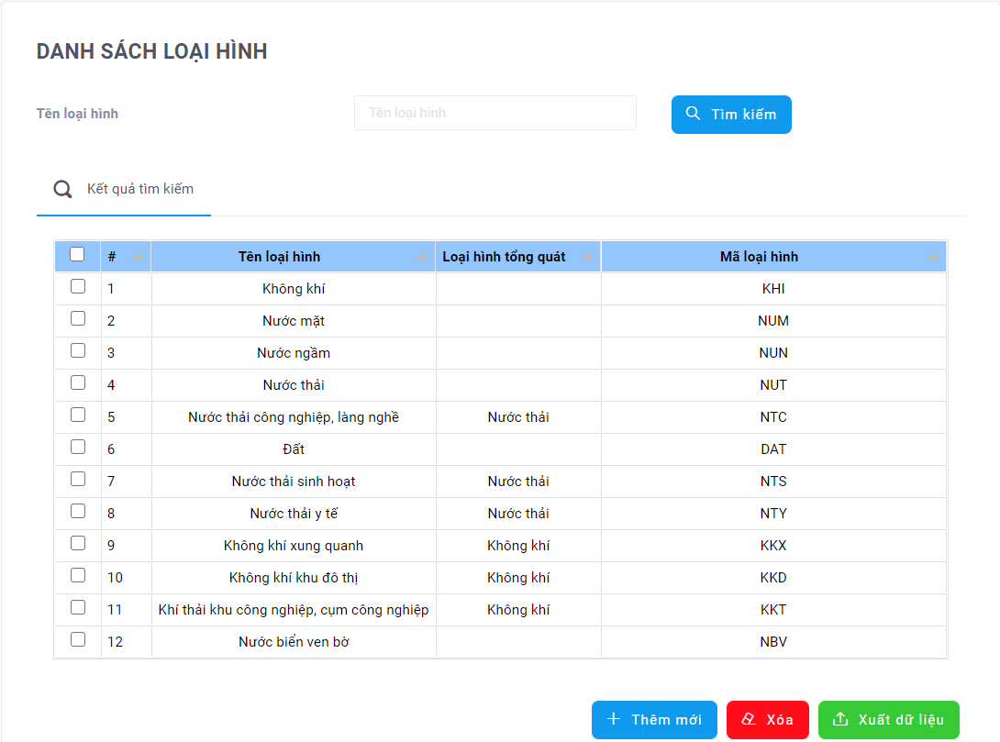 DANH SÁCH LOẠI HÌNH
Tên loại hình Tên loại hình Tìm kiếm
Kết quả tìm kiếm
# Tên loại hình Loại hình tổng quát Mã loại hình
1 Không khí KHI
2 Nước mặt NUM
3 Nước ngầm NUN
4 Nước thải NUT
5 Nước thải công nghiệp, làng nghề Nước thải NTC
6 Đất DAT
7 Nước thải sinh hoạt Nước thải NTS
8 Nước thải y tế Nước thải NTY
9 Không khí xung quanh Không khí KKX
10 Không khí khu đô thị Không khí KKD
11 Khí thải khu công nghiệp, cụm công nghiệp Không khí KKT
12 Nước biển ven bờ NBV
Thêm mới Xóa Xuất dữ liệu